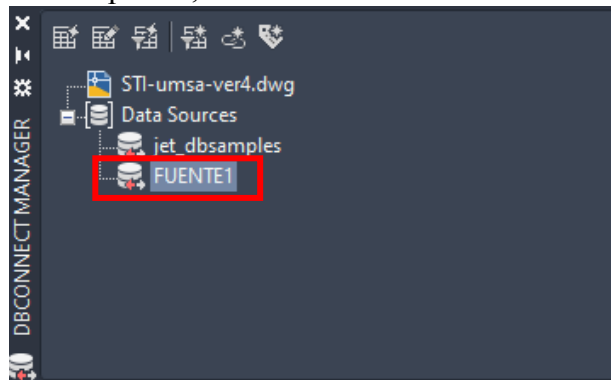 STI-umsa-ver4.dwg
Data Sources
jet_dbsamples
FUENTE1
DBCONNECT MANAGER